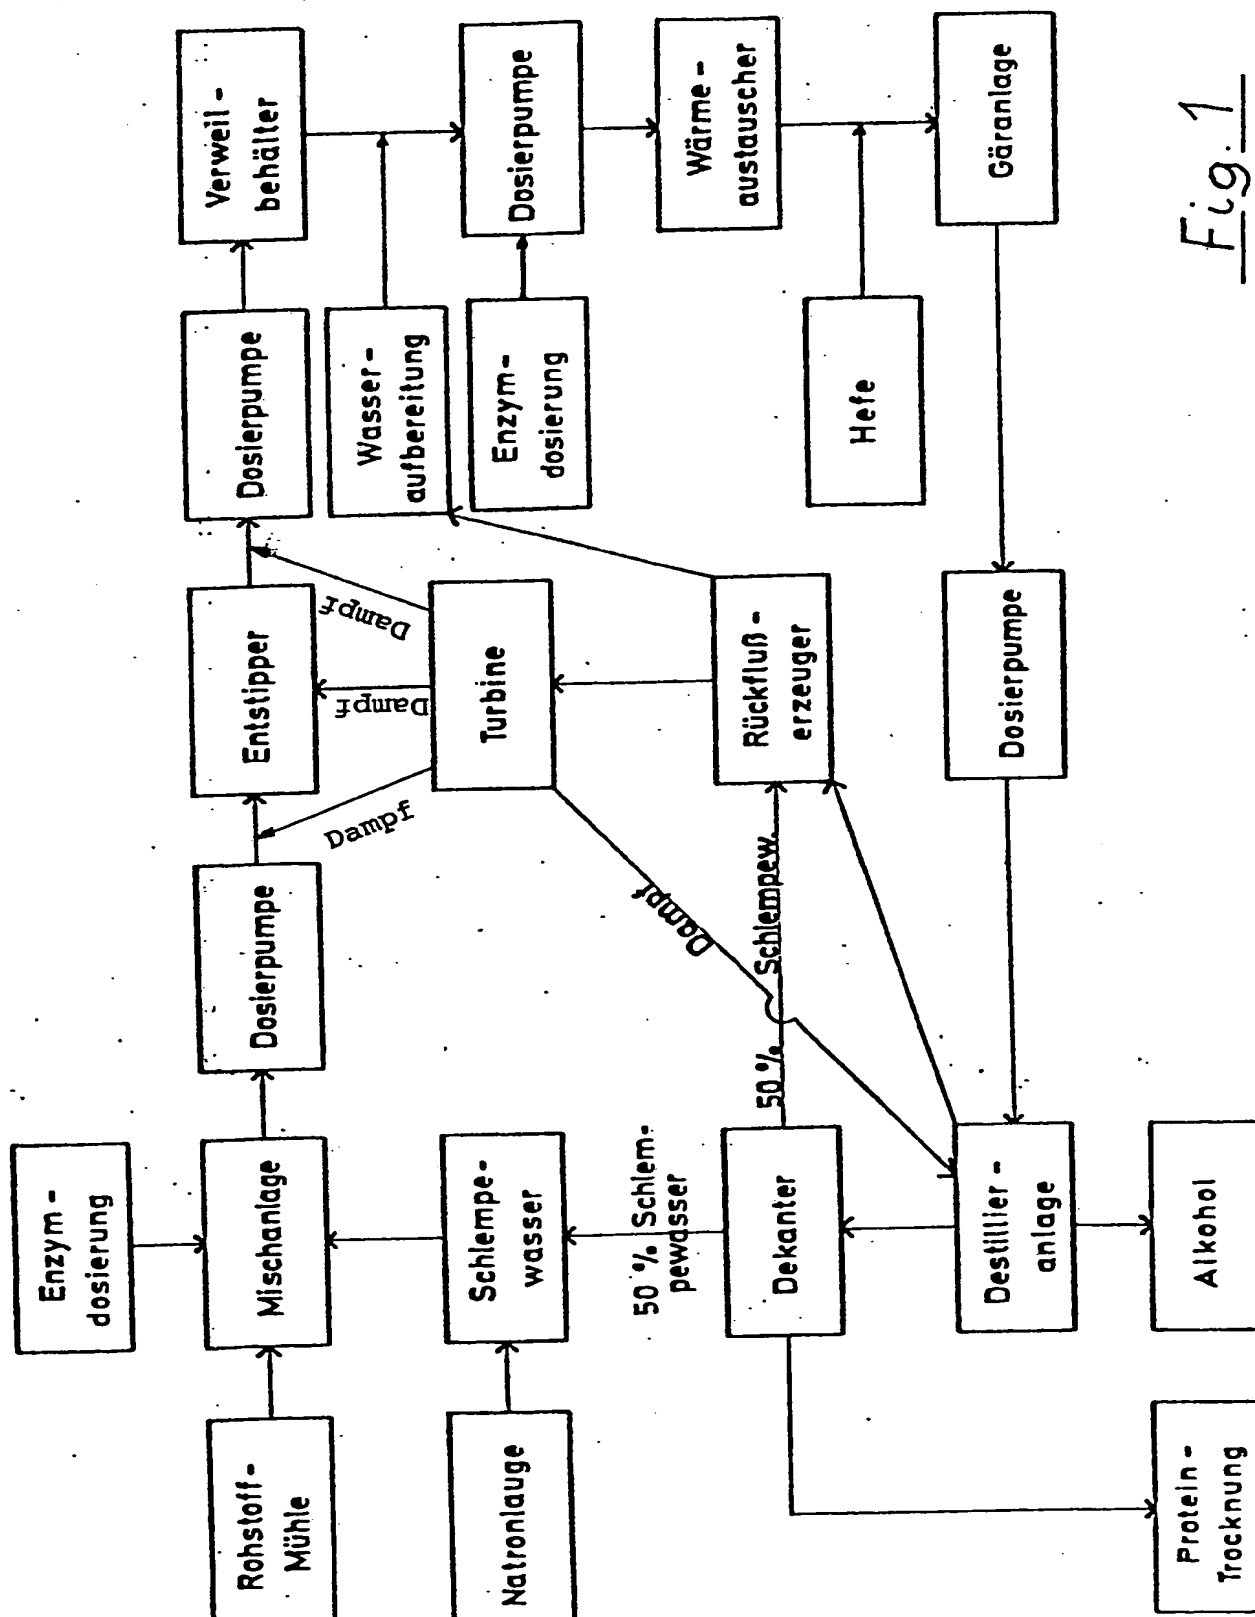 Rohstoff-
Mühle
Natronlauge
Protein-
Trocknung
Enzym-
dosierung
Mischanlage
Schlempe-
wasser
50 % Schlem-
pewasser
Dekanter
Destillier-
anlage
Alkohol
Dosierpumpe
50 % Schlempew.
Dampf
Entstipper
Dampf
Dampf
Dampf
Turbine
Rückfluß-
erzeuger
Dosierpumpe
Dosierpumpe
Wasser-
aufbereitung
Enzym-
dosierung
Hefe
Verweil-
behälter
Dosierpumpe
Wärme-
austauscher
Gäranlage
Fig. 1